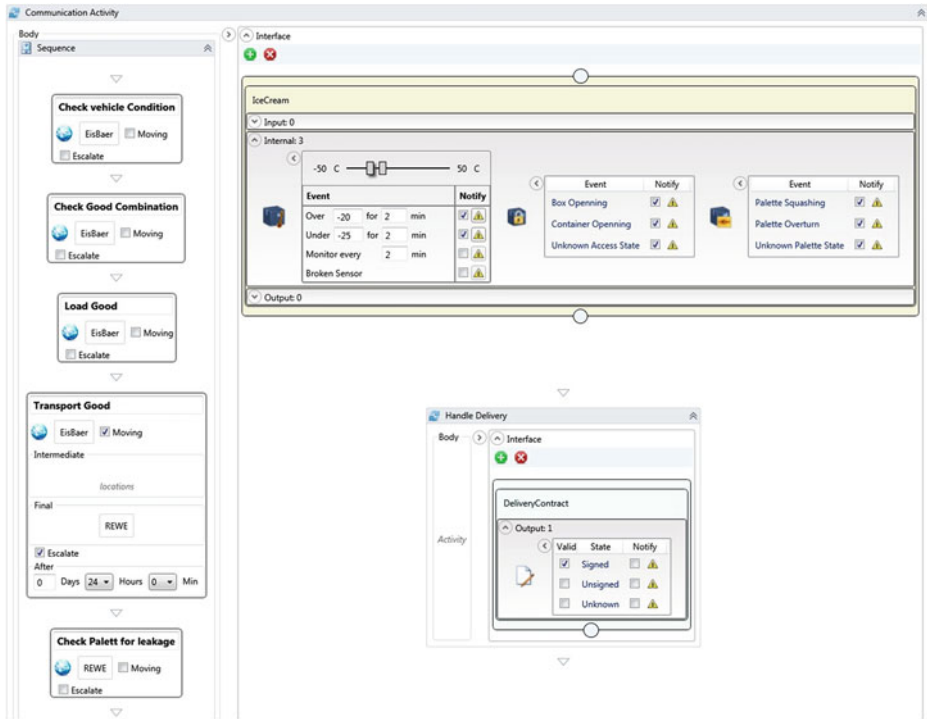 Communication Activity
Body
Sequence
Check vehicle Condition
EisBaer Moving
Escalate
Check Good Combination
EisBaer Moving
Escalate
Load Good
EisBaer Moving
Escalate
Transport Good
EisBaer Moving
Intermediate
locations
Final
REWE
Escalate
After
0 Days 24 Hours 0 Min
Check Palett for leakage
REWE Moving
Escalate
Interface
IceCream
Input: 0
Internal: 3
-50 C 50 C
Event Notify
Over -20 for 2 min
Under -25 for 2 min
Monitor every 2 min
Broken Sensor
Event Notify
Box Openning
Container Openning
Unknown Access State
Event Notify
Palette Squashing
Palette Overturn
Unknown Palette State
Output: 0
Handle Delivery
Body
Activity
Interface
DeliveryContract
Output: 1
Valid State Notify
Signed
Unsigned
Unknown